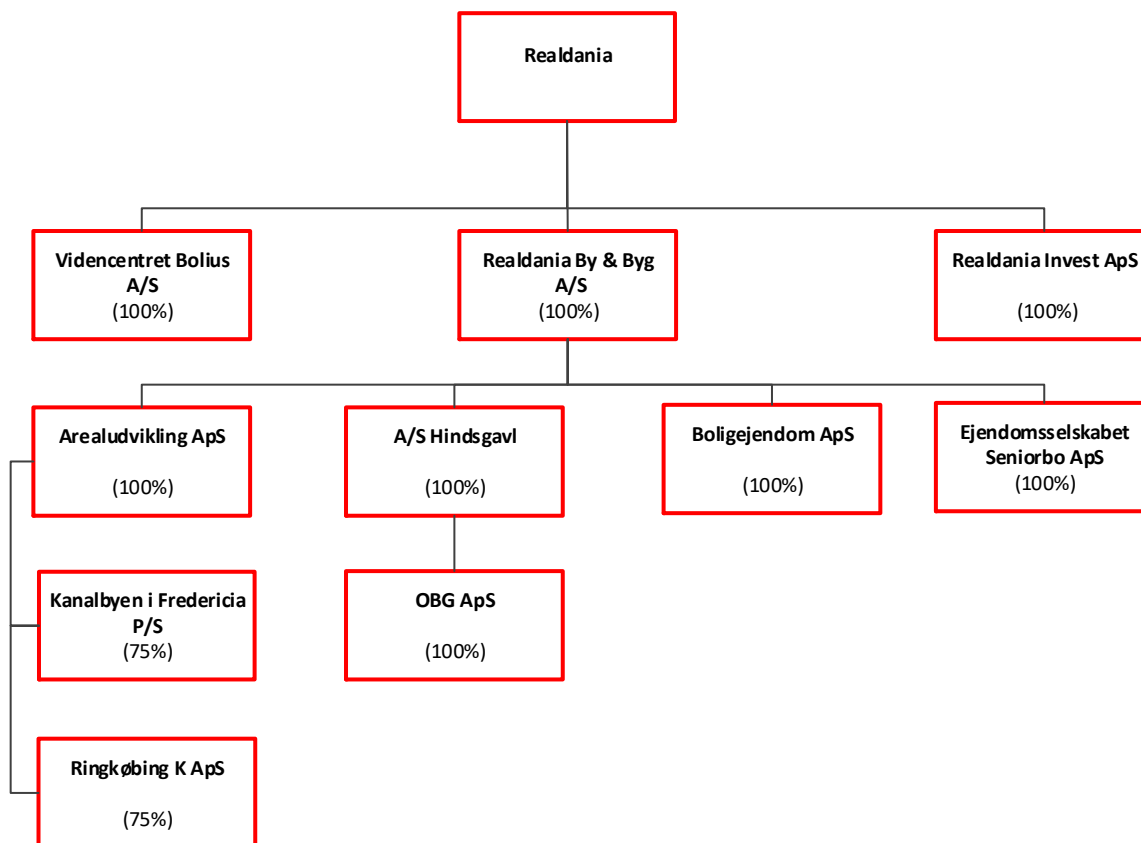 Realdania
Videncentret Bolius
A/S
(100%)
Realdania By & Byg
A/S
(100%)
Realdania Invest ApS
(100%)
Arealudvikling ApS
(100%)
A/S Hindsgavl
(100%)
Boligejendom ApS
(100%)
Ejendomsselskabet
Seniorbo ApS
(100%)
Kanalbyen i Fredericia
P/S
(75%)
OBG ApS
(100%)
Ringkøbing K ApS
(75%)